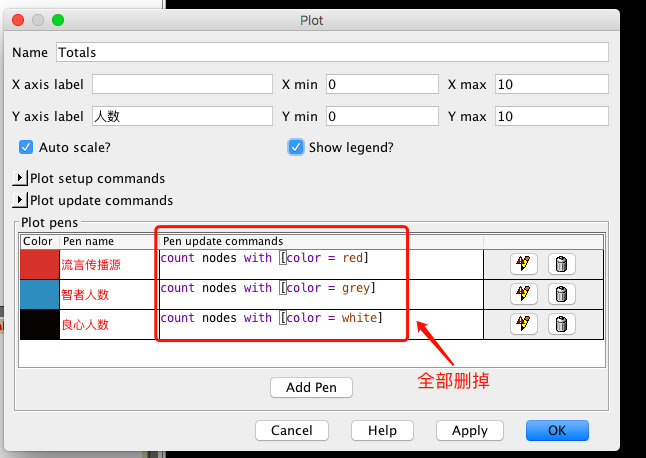 Plot
Name Totals
X axis label X min 0 X max 10
Y axis label 人数 Y min 0 Y max 10
Auto scale? Show legend?
Plot setup commands
Plot update commands
Plot pens
Color Pen name Pen update commands
流言传播源 count nodes with [color = red]
智者人数 count nodes with [color = grey]
良心人数 count nodes with [color = white]
全部删掉
Add Pen
Cancel Help Apply OK